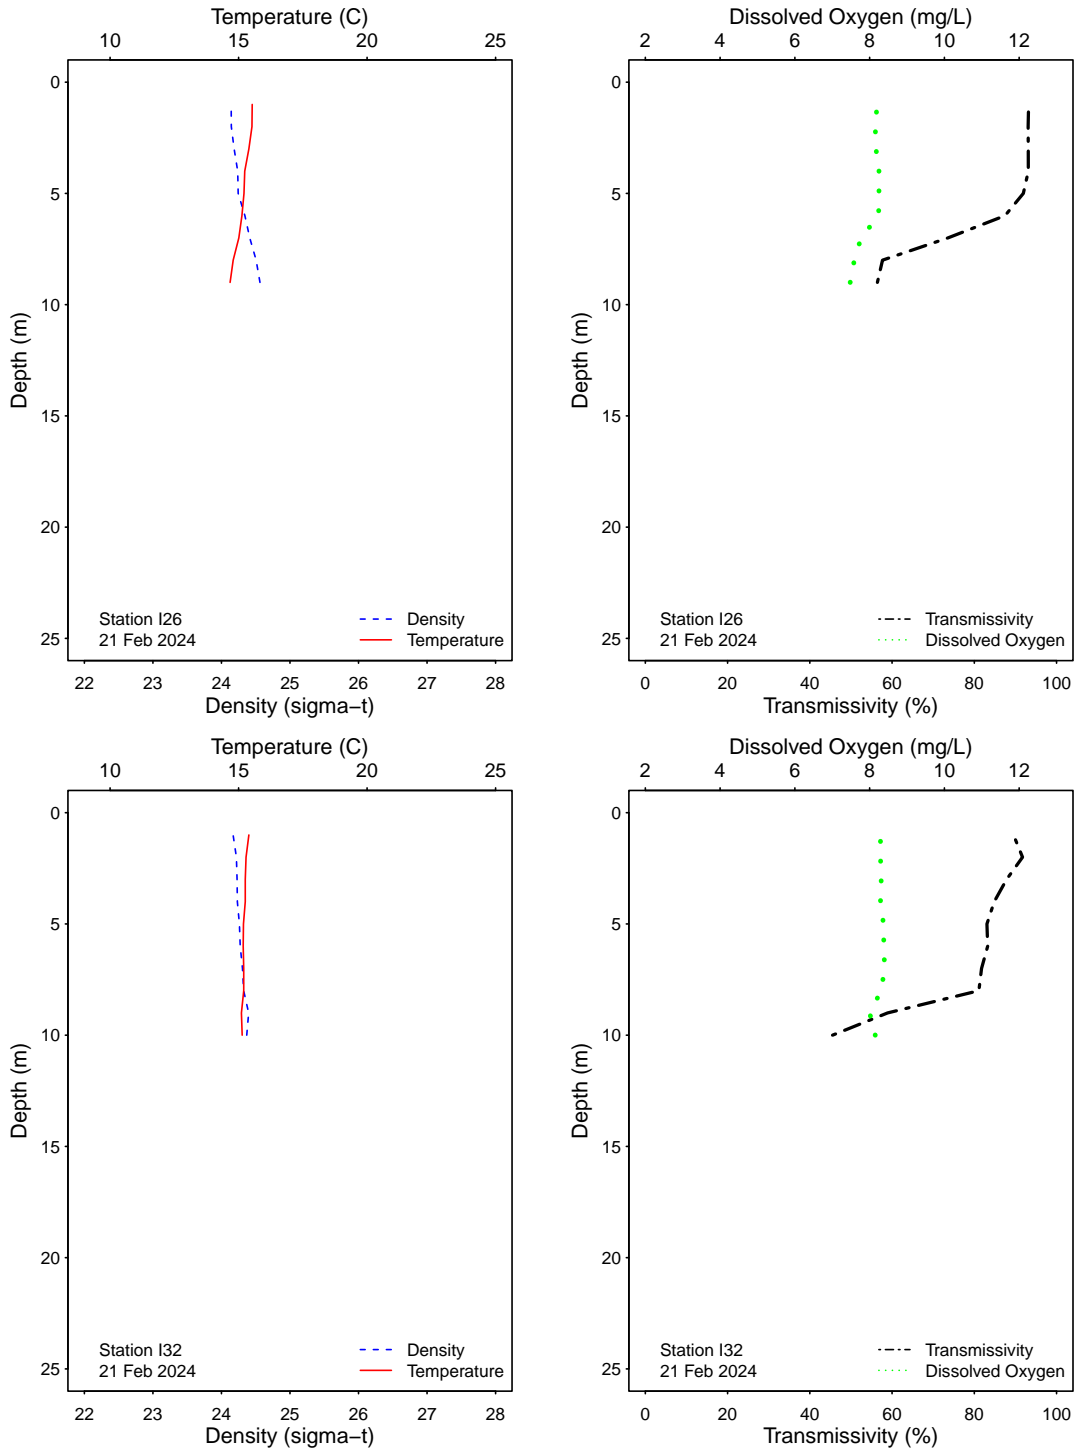 Temperature (C)
10 15 20 25
0
5
10
15
20
25
Depth (m)
Station I26
21 Feb 2024
Density
Temperature
22 23 24 25 26 27 28
Density (sigma−t)
Dissolved Oxygen (mg/L)
2 4 6 8 10 12
0
5
10
15
20
25
Depth (m)
Station I26
21 Feb 2024
Transmissivity
Dissolved Oxygen
0 20 40 60 80 100
Transmissivity (%)
Temperature (C)
10 15 20 25
0
5
10
15
20
25
Depth (m)
Station I32
21 Feb 2024
Density
Temperature
22 23 24 25 26 27 28
Density (sigma−t)
Dissolved Oxygen (mg/L)
2 4 6 8 10 12
0
5
10
15
20
25
Depth (m)
Station I32
21 Feb 2024
Transmissivity
Dissolved Oxygen
0 20 40 60 80 100
Transmissivity (%)